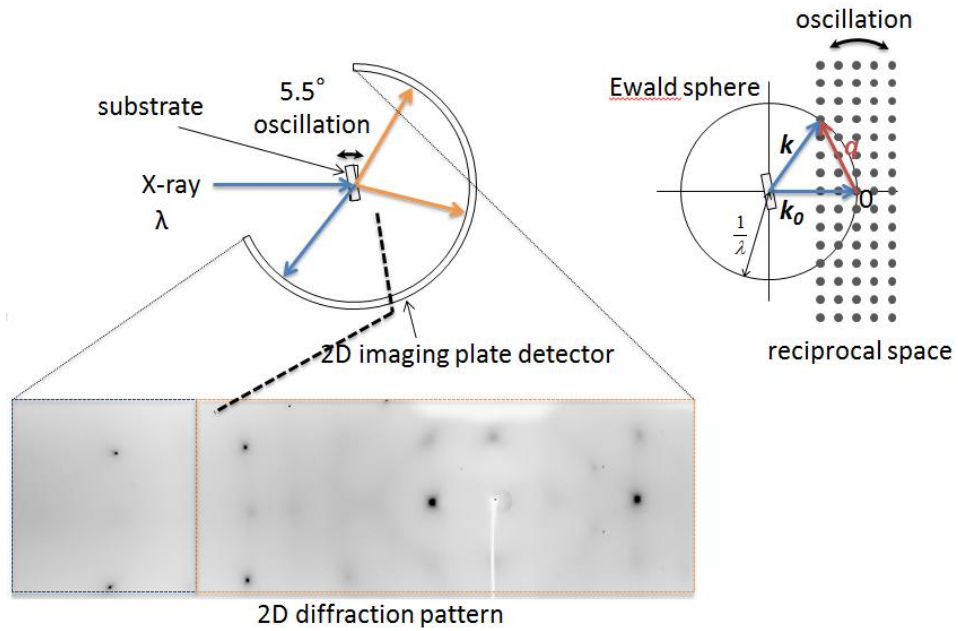 oscillation
Ewald sphere
5.5°
oscillation
substrate
X-ray
λ
k
q
0
k0
1
λ
2D imaging plate detector
reciprocal space
2D diffraction pattern